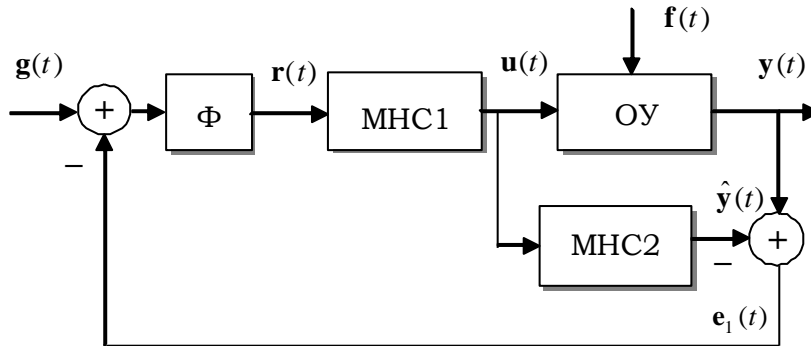 f(t)
g(t)
r(t)
u(t)
y(t)
+
Ф
МНС1
ОУ
−
ŷ(t)
МНС2
+
−
e₁(t)